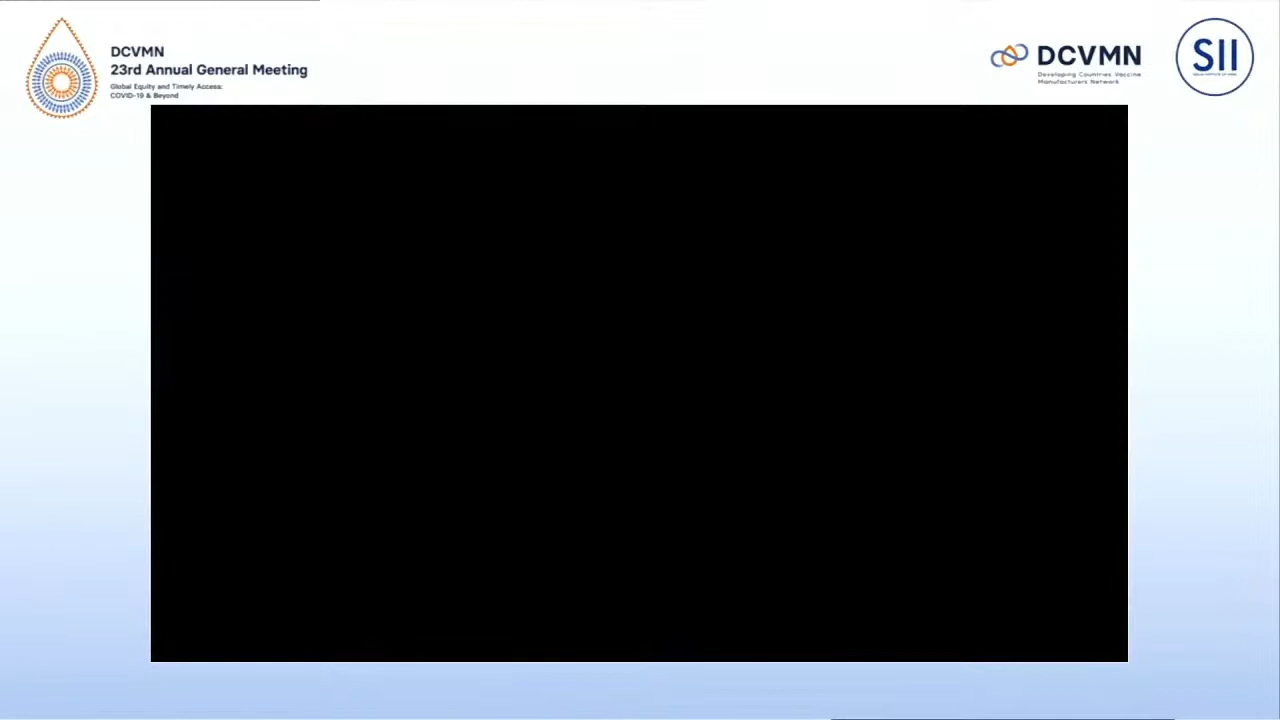 DCVMN
23rd Annual General Meeting
Global Equity and Timely Access:
COVID-19 & Beyond
DCVMN
Developing Countries Vaccine
Manufacturers Network
SII